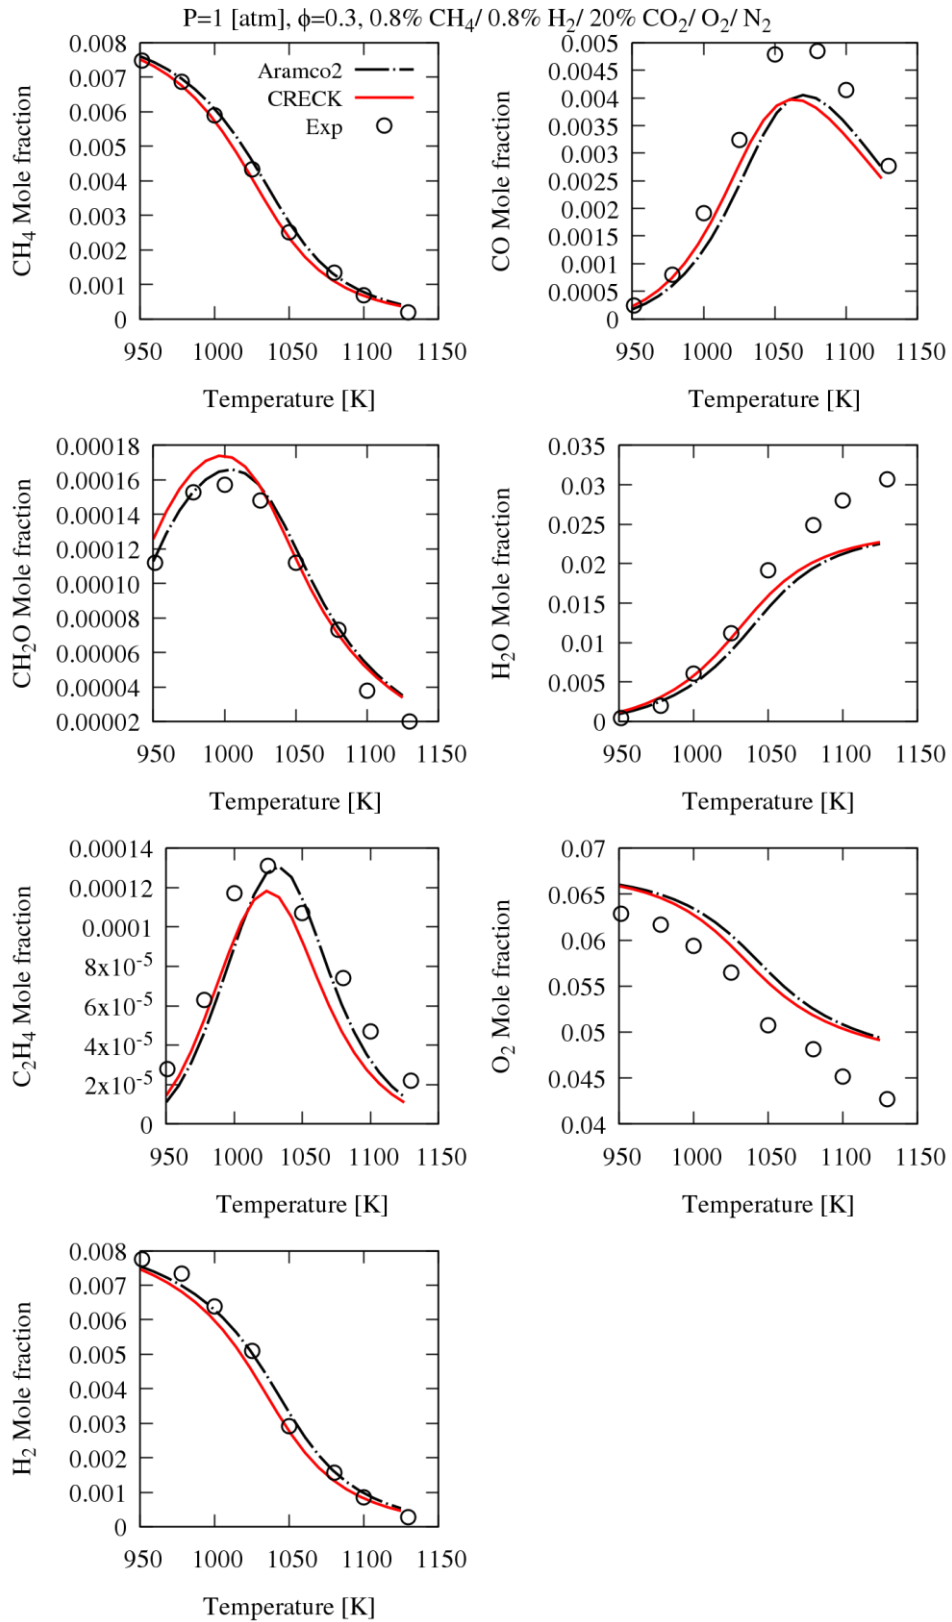 P=1 [atm], ϕ=0.3, 0.8% CH₄/ 0.8% H₂/ 20% CO₂/ O₂/ N₂
CH₄ Mole fraction
0.008
0.007
0.006
0.005
0.004
0.003
0.002
0.001
0
Aramco2
CRECK
Exp
950 1000 1050 1100 1150
Temperature [K]
CO Mole fraction
0.005
0.0045
0.004
0.0035
0.003
0.0025
0.002
0.0015
0.001
0.0005
0
950 1000 1050 1100 1150
Temperature [K]
CH₂O Mole fraction
0.00018
0.00016
0.00014
0.00012
0.00010
0.00008
0.00006
0.00004
0.00002
950 1000 1050 1100 1150
Temperature [K]
H₂O Mole fraction
0.035
0.03
0.025
0.02
0.015
0.01
0.005
0
950 1000 1050 1100 1150
Temperature [K]
C₂H₄ Mole fraction
0.00014
0.00012
0.0001
8x10⁻⁵
6x10⁻⁵
4x10⁻⁵
2x10⁻⁵
0
950 1000 1050 1100 1150
Temperature [K]
O₂ Mole fraction
0.07
0.065
0.06
0.055
0.05
0.045
0.04
950 1000 1050 1100 1150
Temperature [K]
H₂ Mole fraction
0.008
0.007
0.006
0.005
0.004
0.003
0.002
0.001
0
950 1000 1050 1100 1150
Temperature [K]